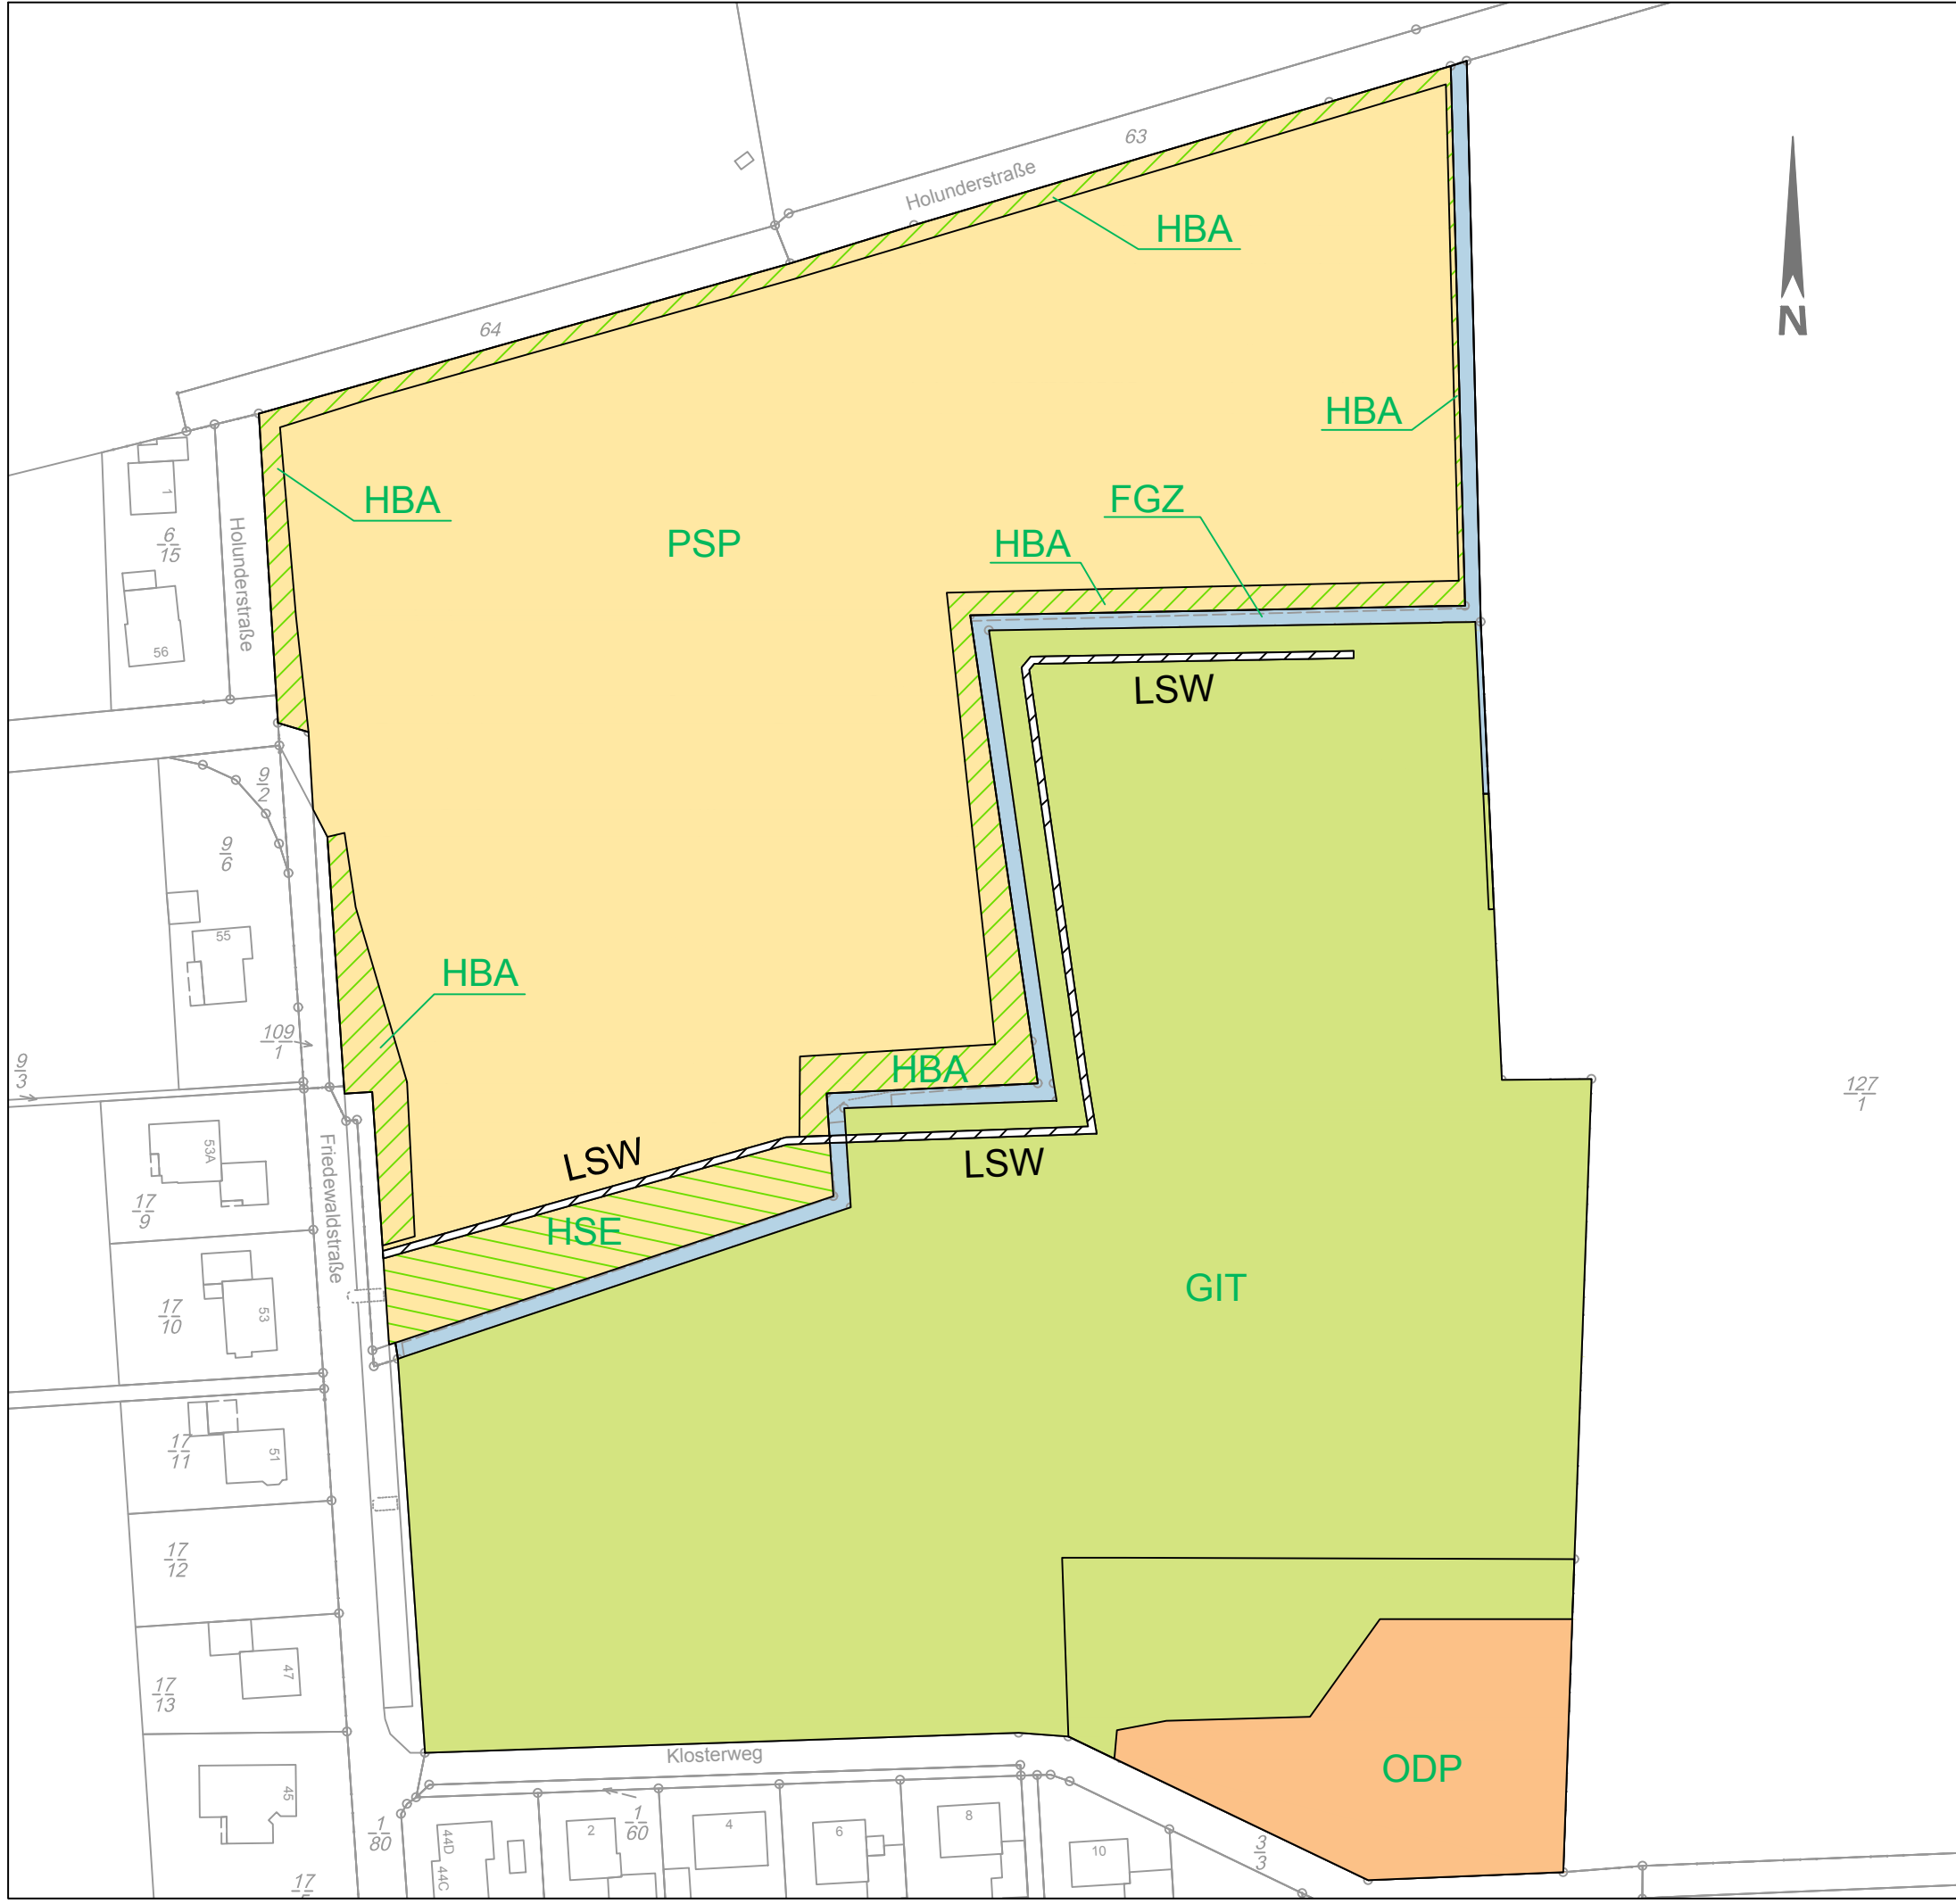 63
Holunderstraße
HBA
64
N
HBA
1
HBA
FGZ
6
15
Holunderstraße
PSP
HBA
56
LSW
9
2
9
6
55
HBA
109
1
9
3
HBA
127
1
53A
Friedewaldstraße
LSW
LSW
17
9
HSE
GIT
17
10
53
17
11
51
17
12
17
13
47
Klosterweg
ODP
45
1
80
44D
44C
2
1
60
4
6
8
10
3
3
17